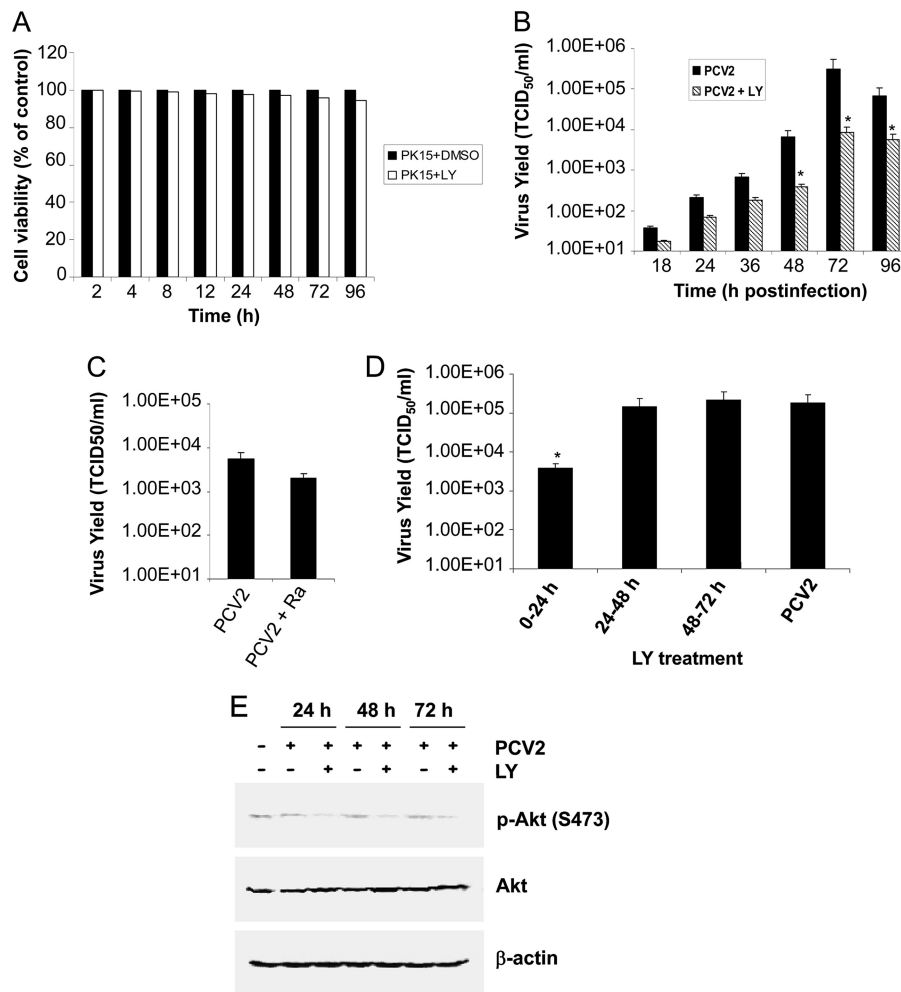 A
Cell viability (% of control)
120
100
80
60
40
20
0
2 4 8 12 24 48 72 96
Time (h)
PK15+DMSO
PK15+LY
B
Virus Yield (TCID50/ml)
1.00E+06
1.00E+05
1.00E+04
1.00E+03
1.00E+02
1.00E+01
PCV2
PCV2 + LY
* * *
18 24 36 48 72 96
Time (h postinfection)
C
Virus Yield (TCID50/ml)
1.00E+05
1.00E+04
1.00E+03
1.00E+02
1.00E+01
PCV2
PCV2 + Ra
D
Virus Yield (TCID50/ml)
1.00E+06
1.00E+05
1.00E+04
1.00E+03
1.00E+02
1.00E+01
*
0-24 h
24-48 h
48-72 h
PCV2
LY treatment
E
24 h 48 h 72 h
– + + + + + + PCV2
– – + – + – + LY
p-Akt (S473)
Akt
β-actin